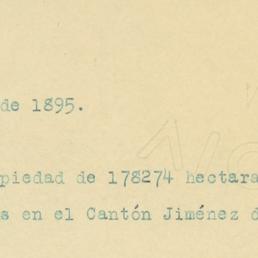 de 1895.
piedad de 178274 hectara
s en el Cantón Jiménez d